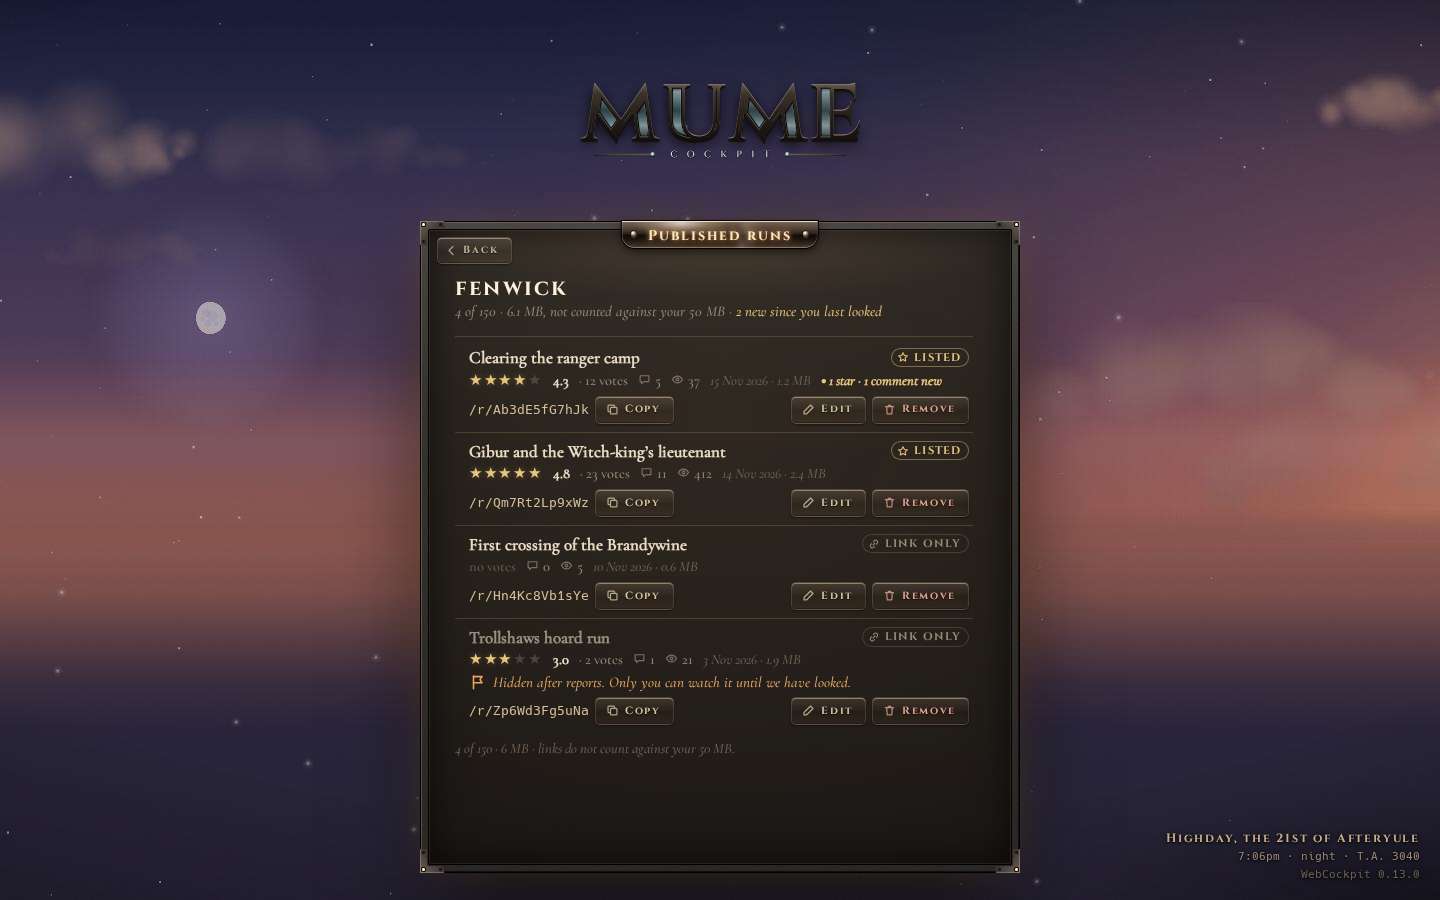 MUME
COCKPIT
PUBLISHED RUNS
BACK
FENWICK
4 of 150 · 6.1 MB, not counted against your 50 MB · 2 new since you last looked
Clearing the ranger camp
LISTED
4.3 · 12 votes 5 37 15 Nov 2026 · 1.2 MB • 1 star · 1 comment new
/r/Ab3dE5fG7hJk COPY EDIT REMOVE
Gibur and the Witch-king's lieutenant
LISTED
4.8 · 23 votes 11 412 14 Nov 2026 · 2.4 MB
/r/Qm7Rt2Lp9xWz COPY EDIT REMOVE
First crossing of the Brandywine
LINK ONLY
no votes 0 5 10 Nov 2026 · 0.6 MB
/r/Hn4Kc8Vb1sYe COPY EDIT REMOVE
Trollshaws hoard run
LINK ONLY
3.0 · 2 votes 1 21 3 Nov 2026 · 1.9 MB
Hidden after reports. Only you can watch it until we have looked.
/r/Zp6Wd3Fg5uNa COPY EDIT REMOVE
4 of 150 · 6 MB · links do not count against your 50 MB.
HIGHDAY, THE 21ST OF AFTERYULE
7:06pm · night · T.A. 3040
WebCockpit 0.13.0